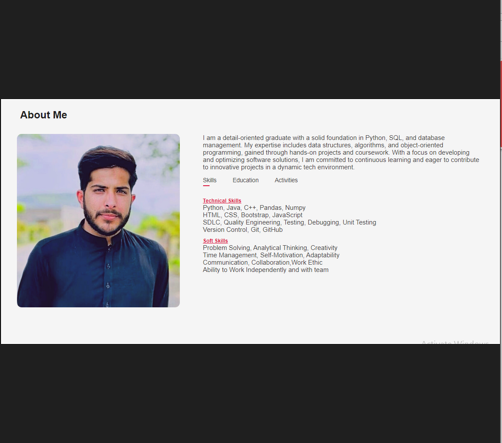 About Me
I am a detail-oriented graduate with a solid foundation in Python, SQL, and database
management. My expertise includes data structures, algorithms, and object-oriented
programming, gained through hands-on projects and coursework. With a focus on developing
and optimizing software solutions, I am committed to continuous learning and eager to contribute
to innovative projects in a dynamic tech environment.
Skills Education Activities
Technical Skills
Python, Java, C++, Pandas, Numpy
HTML, CSS, Bootstrap, JavaScript
SDLC, Quality Engineering, Testing, Debugging, Unit Testing
Version Control, Git, GitHub
Soft Skills
Problem Solving, Analytical Thinking, Creativity
Time Management, Self-Motivation, Adaptability
Communication, Collaboration,Work Ethic
Ability to Work Independently and with team
Activate Windows